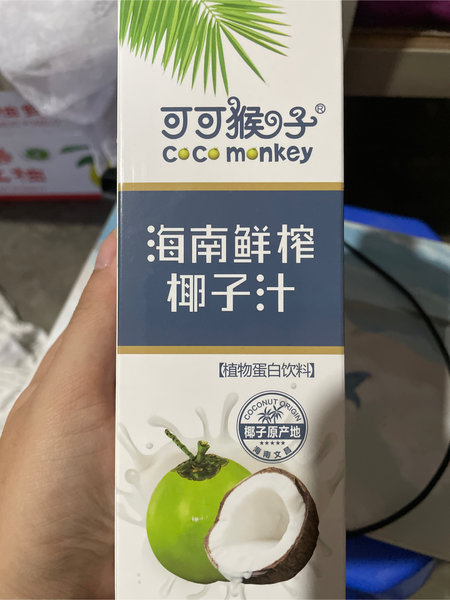 可可猴子®
coco monkey
海南鲜榨
椰子汁
【植物蛋白饮料】
COCONUT ORIGIN
椰子原产地
★★★★★
海南文昌